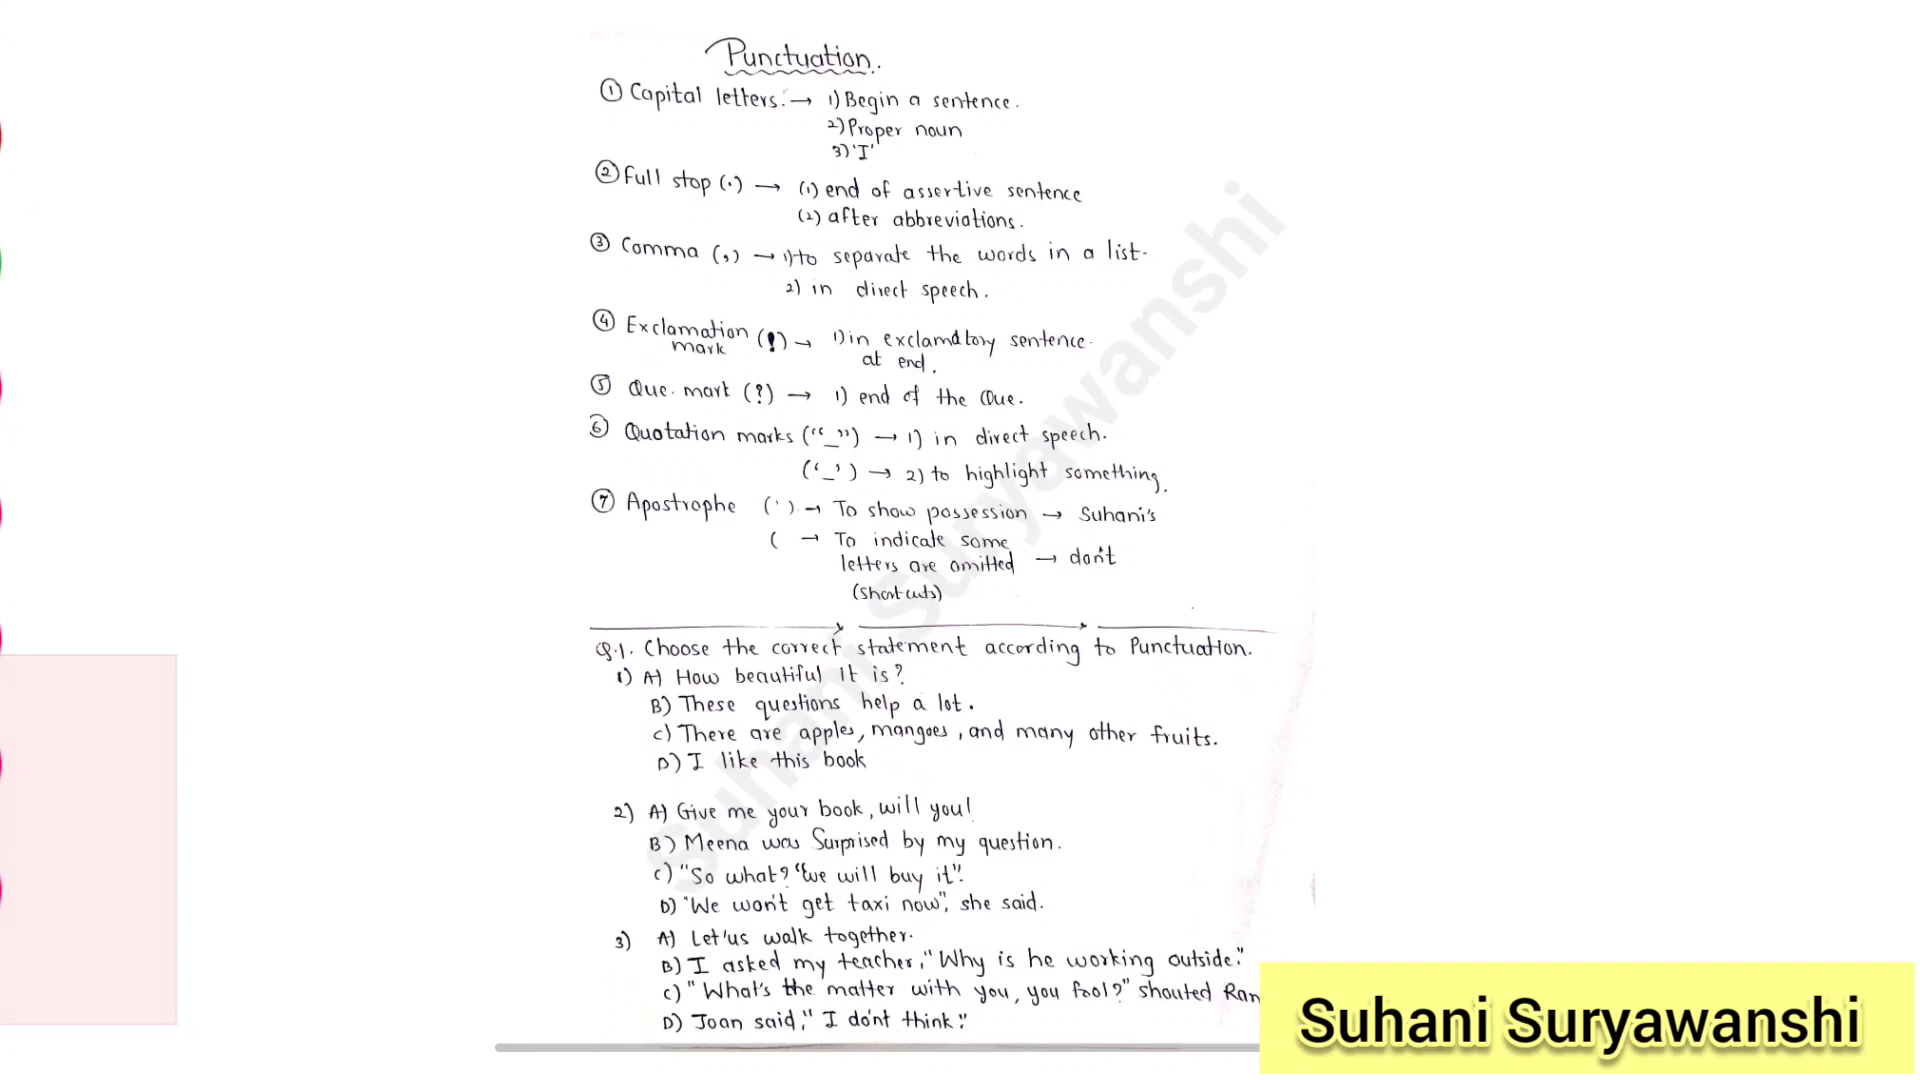 Punctuation.
① Capital letters:→ 1) Begin a sentence.
2) Proper noun
3) 'I'
② Full stop (.) → (1) end of assertive sentence
(2) after abbreviations.
③ Comma (,) → 1) to separate the words in a list.
2) in direct speech.
④ Exclamation mark (!) → 1) in exclamatory sentence.
at end.
⑤ Que. mark (?) → 1) end of the Que.
⑥ Quotation marks (“_”) → 1) in direct speech.
(‘_’) → 2) to highlight something.
⑦ Apostrophe (') → To show possession → Suhani's
( → To indicate some
letters are omitted → don't
(short cuts)
Q.1. Choose the correct statement according to Punctuation.
1) A) How beautiful it is?
B) These questions help a lot.
C) There are apples, mangoes, and many other fruits.
D) I like this book
2) A) Give me your book, will you!
B) Meena was Surprised by my question.
C) "So what? "we will buy it".
D) "We won't get taxi now", she said.
3) A) Let'us walk together.
B) I asked my teacher, "Why is he working outside."
C) "What's the matter with you, you fool?" shouted Ran
D) Joan said, "I do'nt think."
Suhani Suryawanshi
Suhani Suryawanshi